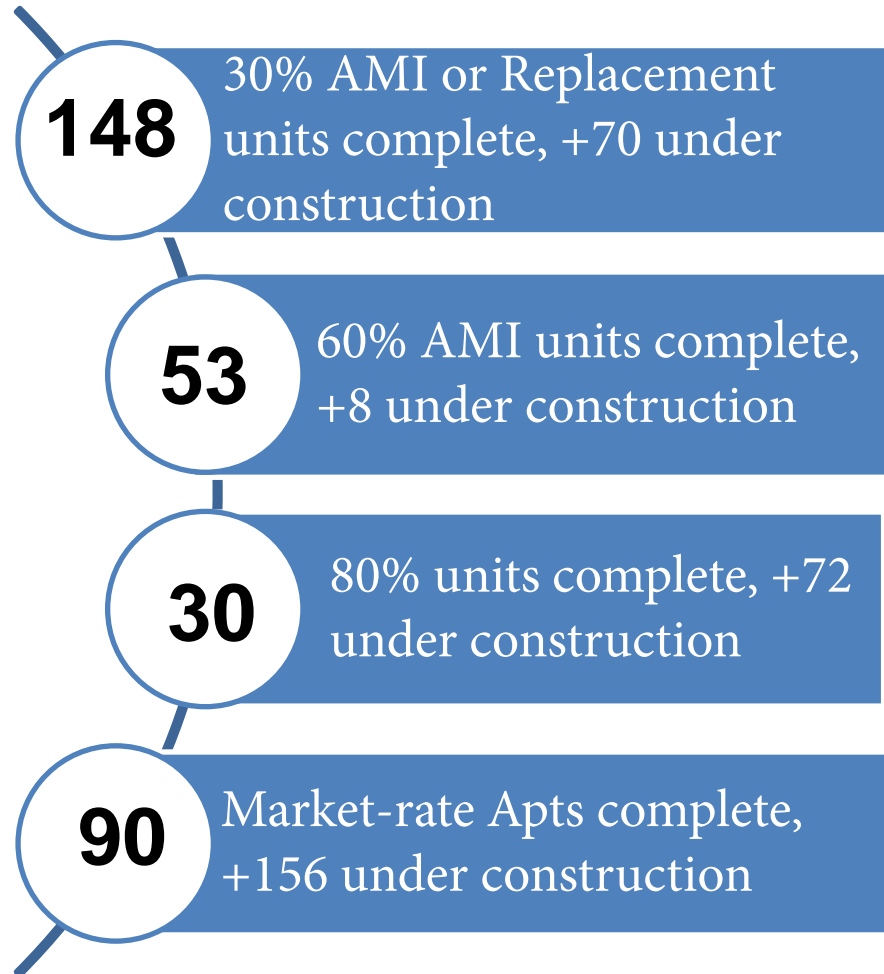 148
30% AMI or Replacement
units complete, +70 under
construction
53
60% AMI units complete,
+8 under construction
30
80% units complete, +72
under construction
90
Market-rate Apts complete,
+156 under construction